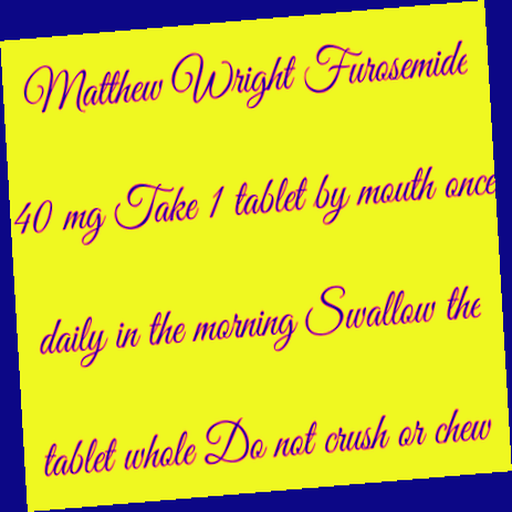 Matthew Wright Furosemide
40 mg Take 1 tablet by mouth once
daily in the morning Swallow the
tablet whole Do not crush or chew